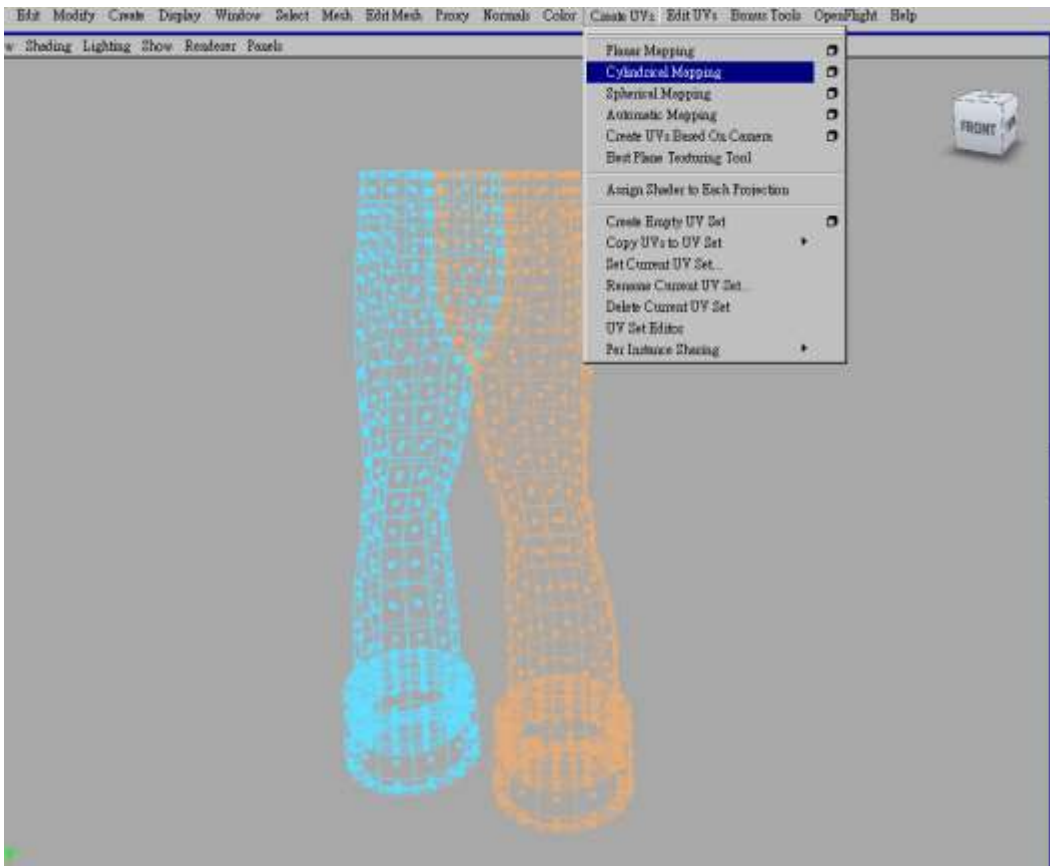 Edit Modify Create Display Window Select Mesh Edit Mesh Proxy Normals Color Create UVs Edit UVs Bonus Tools OpenFlight Help
w Shading Lighting Show Renderer Panels
Planar Mapping
Cylindrical Mapping
Spherical Mapping
Automatic Mapping
Create UVs Based On Camera
Best Plane Texturing Tool
Assign Shader to Each Projection
Create Empty UV Set
Copy UVs to UV Set
Set Current UV Set...
Rename Current UV Set...
Delete Current UV Set
UV Set Editor
Per Instance Sharing
FRONT